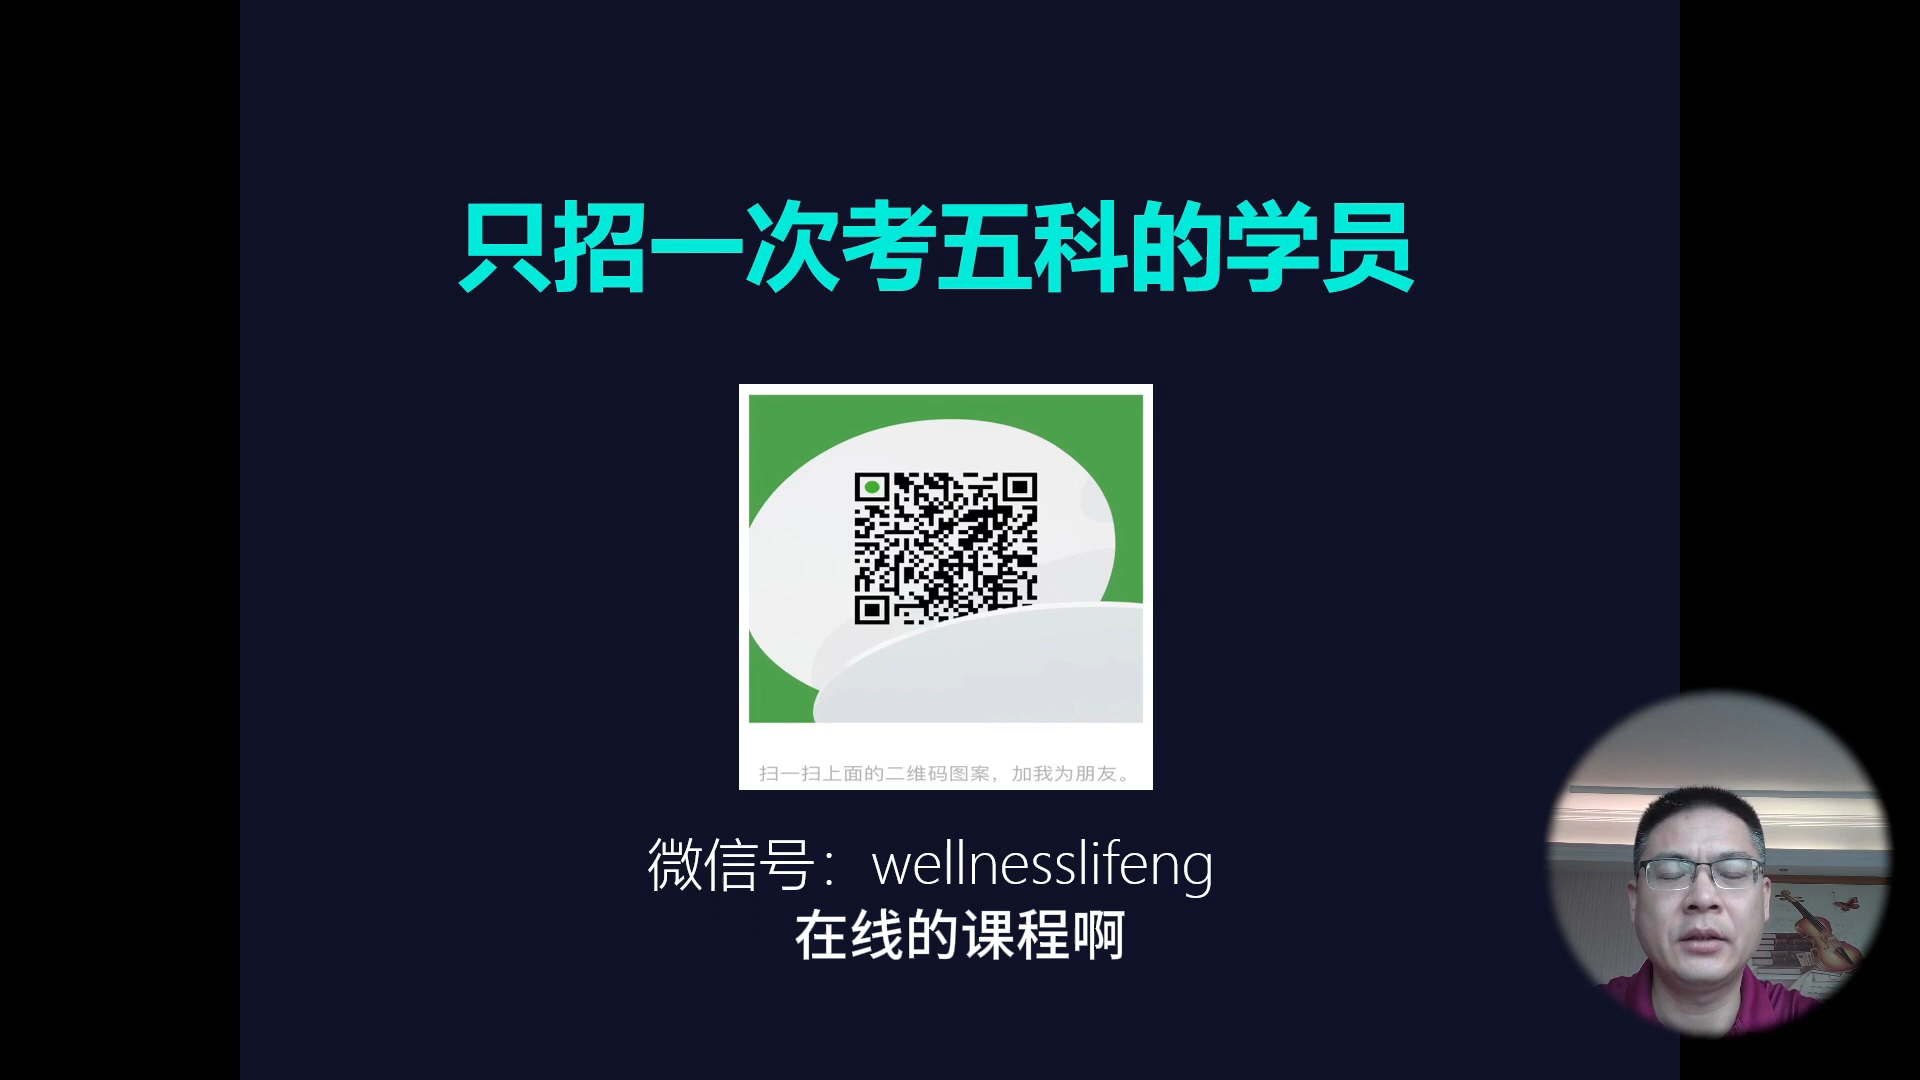 只招一次考五科的学员
扫一扫上面的二维码图案，加我为朋友。
微信号：wellnesslifeng
在线的课程啊